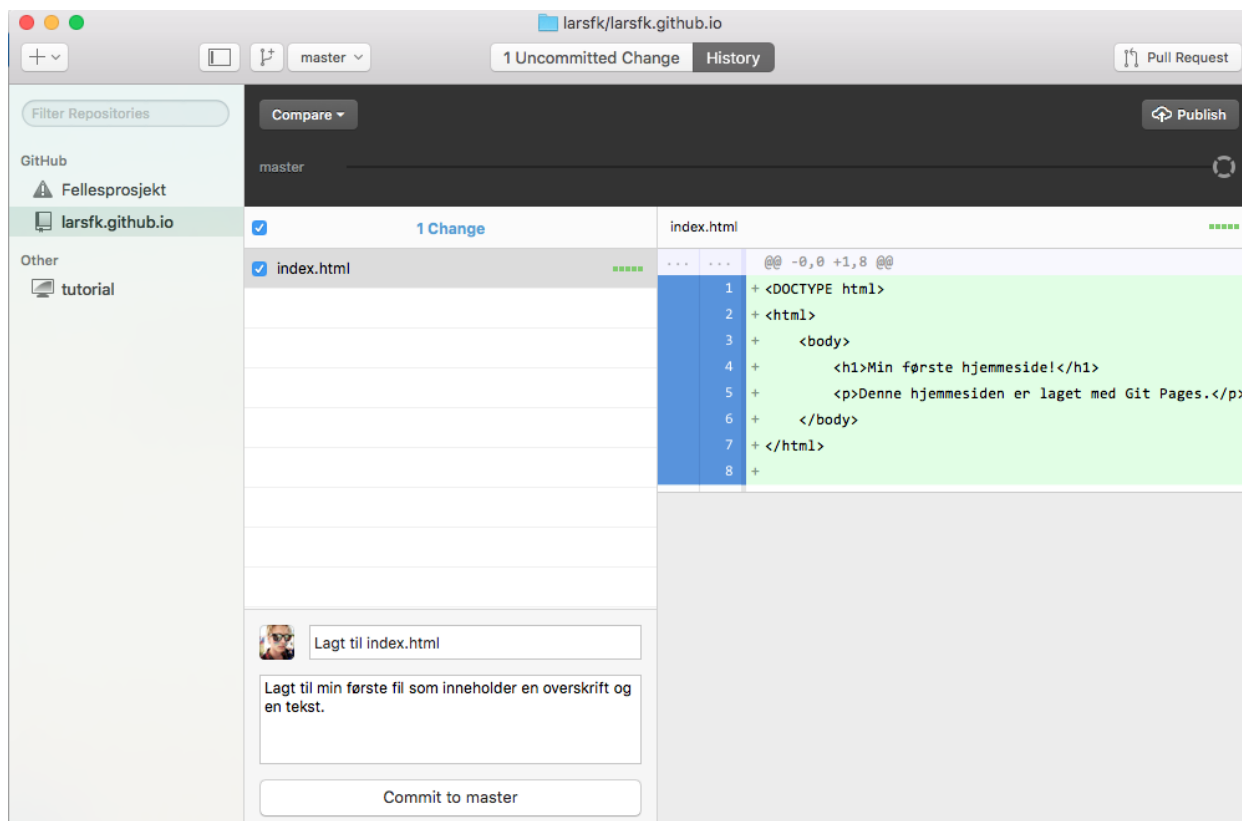 larsfk/larsfk.github.io
master
1 Uncommitted Change
History
Pull Request
Filter Repositories
GitHub
Fellesprosjekt
larsfk.github.io
Other
tutorial
Compare
Publish
master
1 Change
index.html
Lagt til index.html
Lagt til min første fil som inneholder en overskrift og
en tekst.
Commit to master
index.html
... ... @@ -0,0 +1,8 @@
1 + <DOCTYPE html>
2 + <html>
3 + <body>
4 + <h1>Min første hjemmeside!</h1>
5 + <p>Denne hjemmesiden er laget med Git Pages.</p>
6 + </body>
7 + </html>
8 +